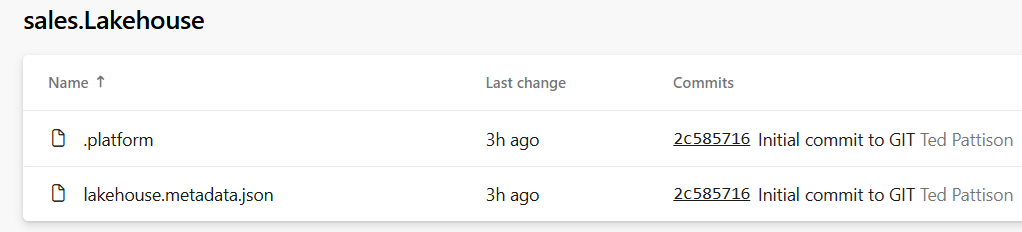 sales.Lakehouse
Name ↑ Last change Commits
.platform 3h ago 2c585716 Initial commit to GIT Ted Pattison
lakehouse.metadata.json 3h ago 2c585716 Initial commit to GIT Ted Pattison